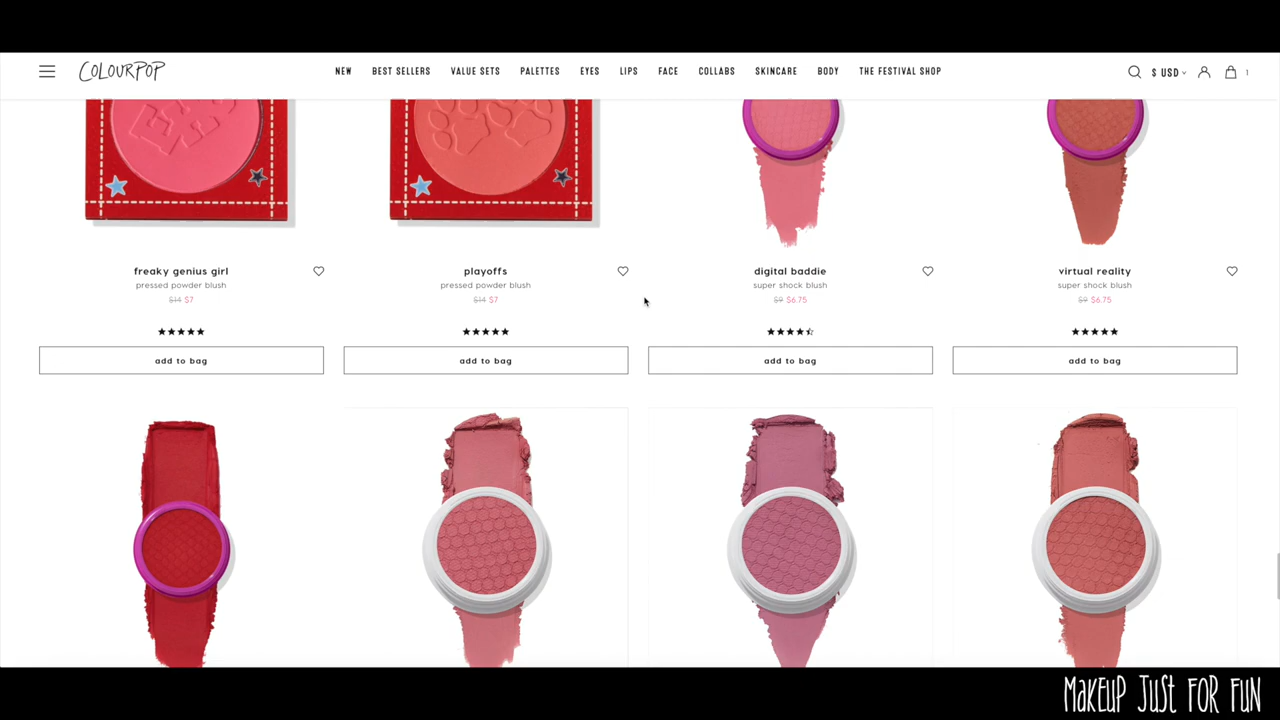 COLOURPOP
NEW BEST SELLERS VALUE SETS PALETTES EYES LIPS FACE COLLABS SKINCARE BODY THE FESTIVAL SHOP
$ USD 1
freaky genius girl
pressed powder blush
$14 $7
★★★★★
add to bag
playoffs
pressed powder blush
$14 $7
add to bag
digital baddie
super shock blush
$9 $6.75
add to bag
virtual reality
super shock blush
$9 $6.75
add to bag
MAKEUP JUST FOR FUN